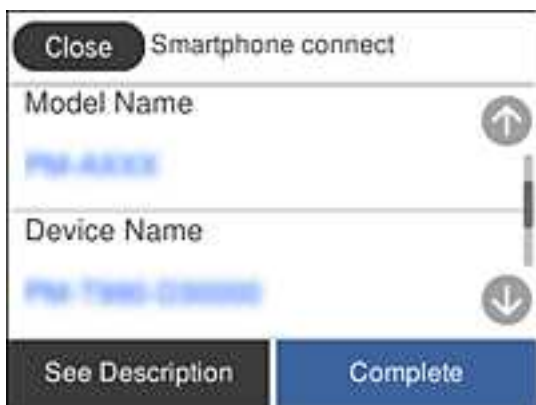 Close Smartphone connect
Model Name
Device Name
See Description Complete